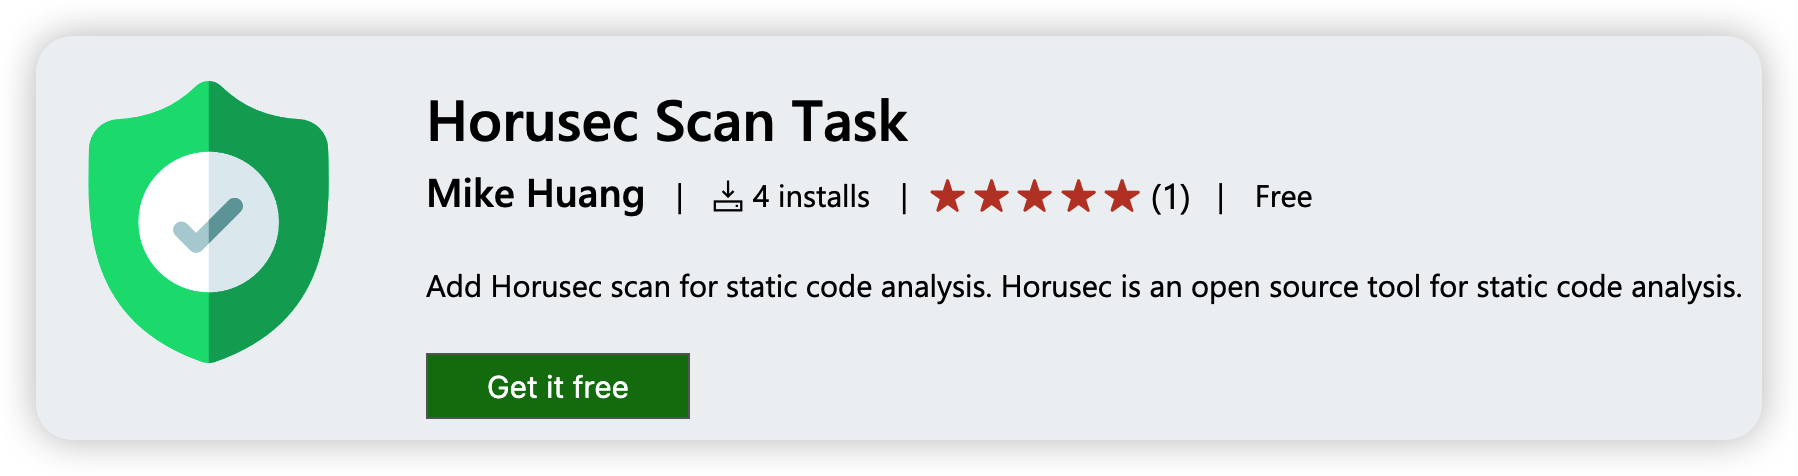 Horusec Scan Task
Mike Huang | 4 installs | ★★★★★ (1) | Free
Add Horusec scan for static code analysis. Horusec is an open source tool for static code analysis.
Get it free